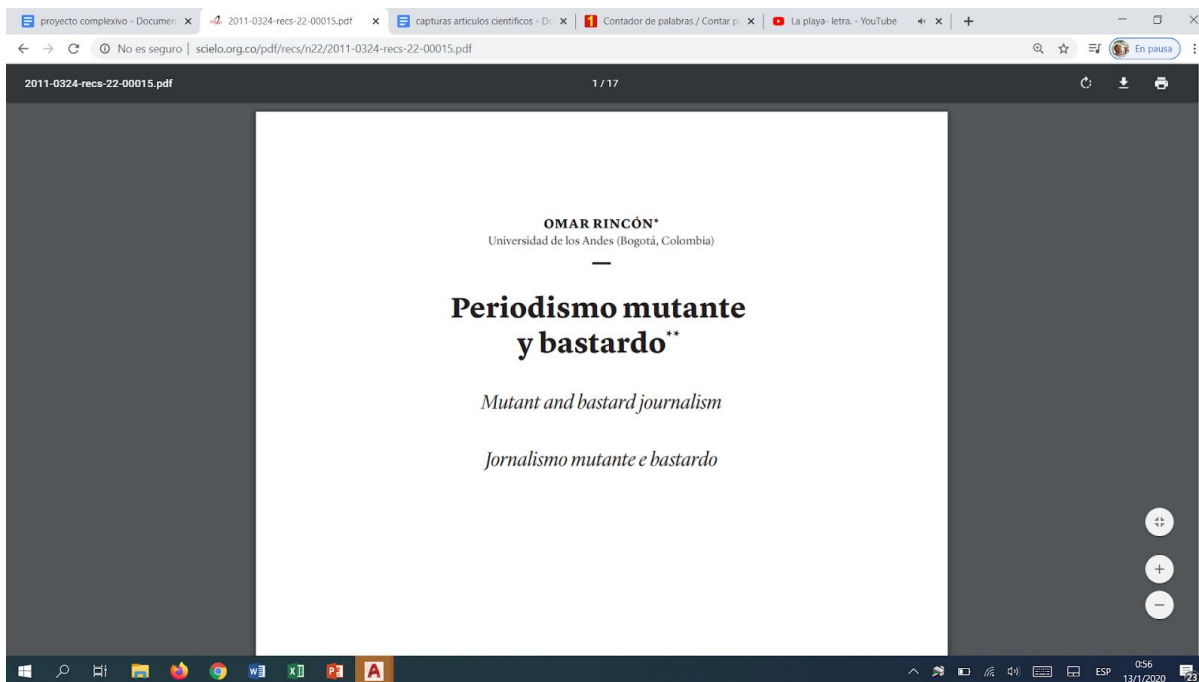 proyecto complexivo - Documen
2011-0324-recs-22-00015.pdf
capturas articulos cientificos - Do
Contador de palabras / Contar pa
La playa- letra. - YouTube
No es seguro | scielo.org.co/pdf/recs/n22/2011-0324-recs-22-00015.pdf
En pausa
2011-0324-recs-22-00015.pdf
1 / 17
OMAR RINCÓN*
Universidad de los Andes (Bogotá, Colombia)
Periodismo mutante
y bastardo**
Mutant and bastard journalism
Jornalismo mutante e bastardo
ESP
0:56
13/1/2020
23